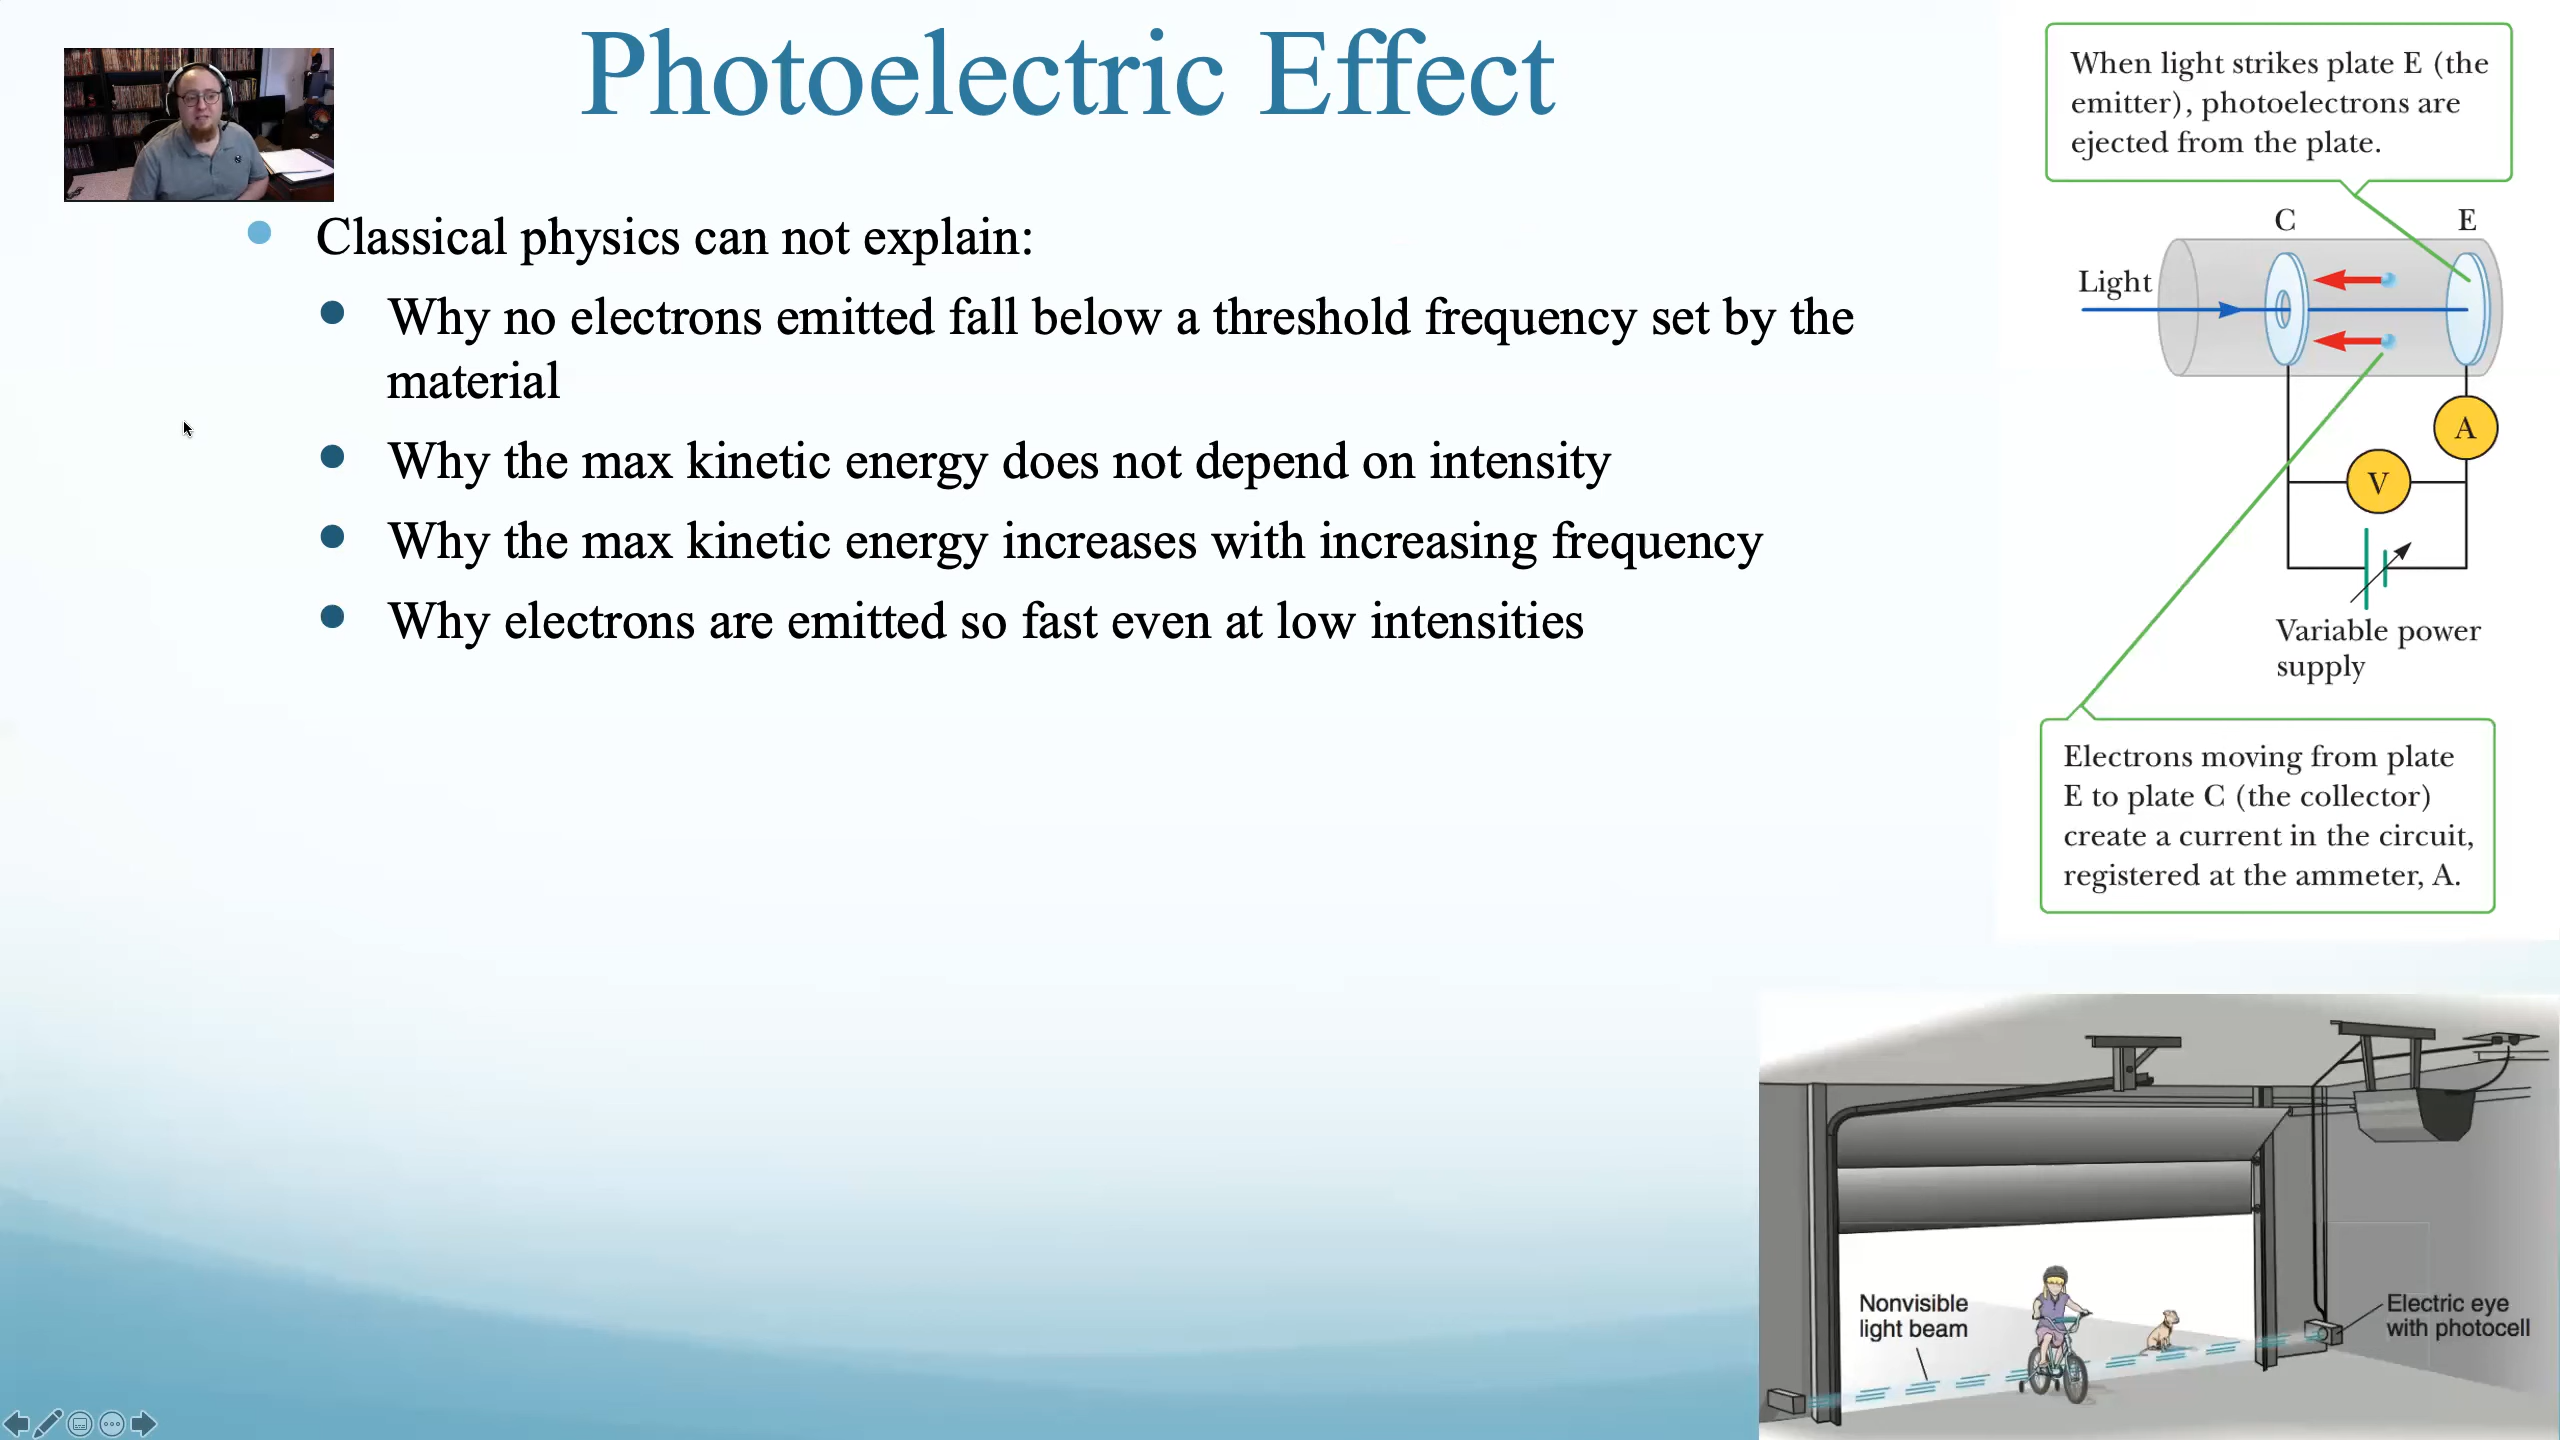 Photoelectric Effect
Classical physics can not explain:
Why no electrons emitted fall below a threshold frequency set by the
material
Why the max kinetic energy does not depend on intensity
Why the max kinetic energy increases with increasing frequency
Why electrons are emitted so fast even at low intensities
When light strikes plate E (the
emitter), photoelectrons are
ejected from the plate.
C
E
Light
A
V
Variable power
supply
Electrons moving from plate
E to plate C (the collector)
create a current in the circuit,
registered at the ammeter, A.
Nonvisible
light beam
Electric eye
with photocell